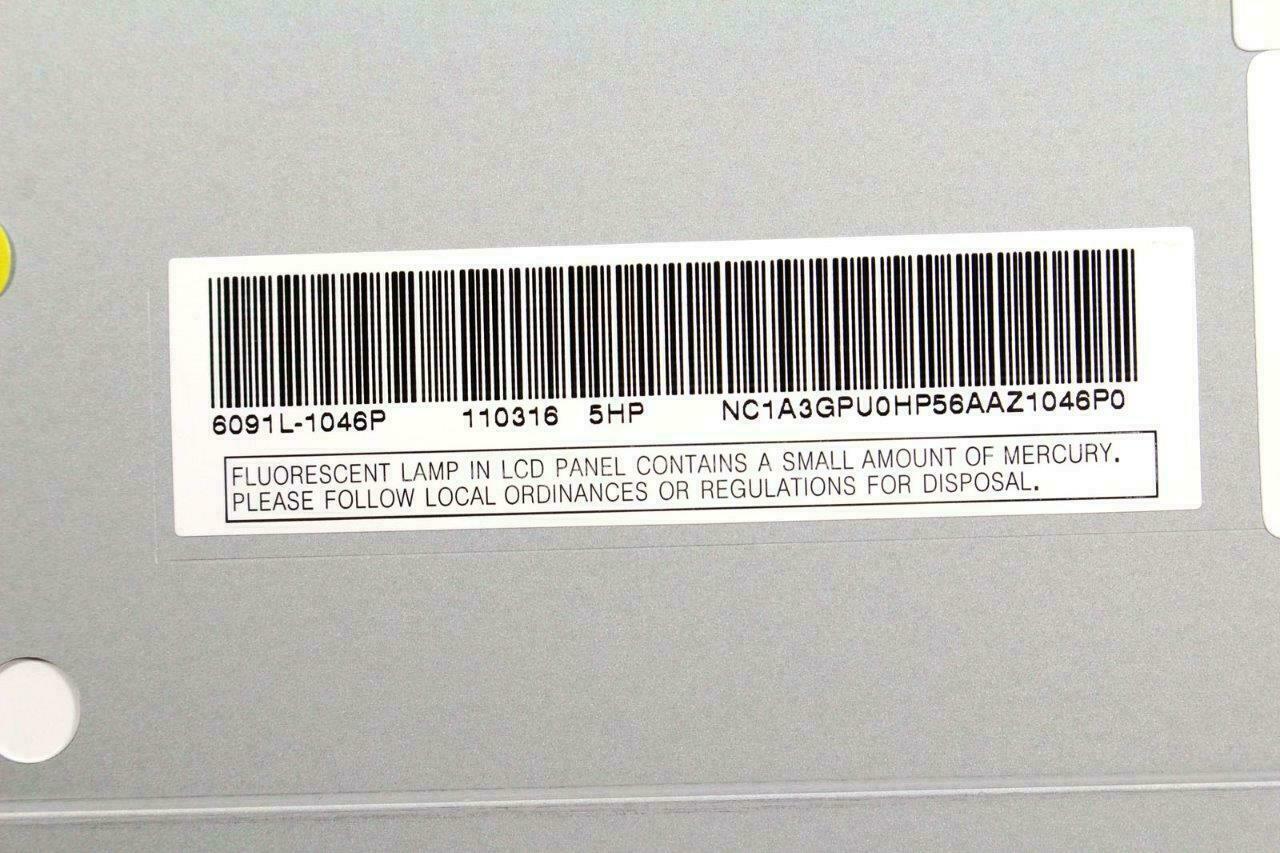 6091L-1046P 110316 5HP NC1A3GPU0HP56AAZ1046P0
FLUORESCENT LAMP IN LCD PANEL CONTAINS A SMALL AMOUNT OF MERCURY.
PLEASE FOLLOW LOCAL ORDINANCES OR REGULATIONS FOR DISPOSAL.